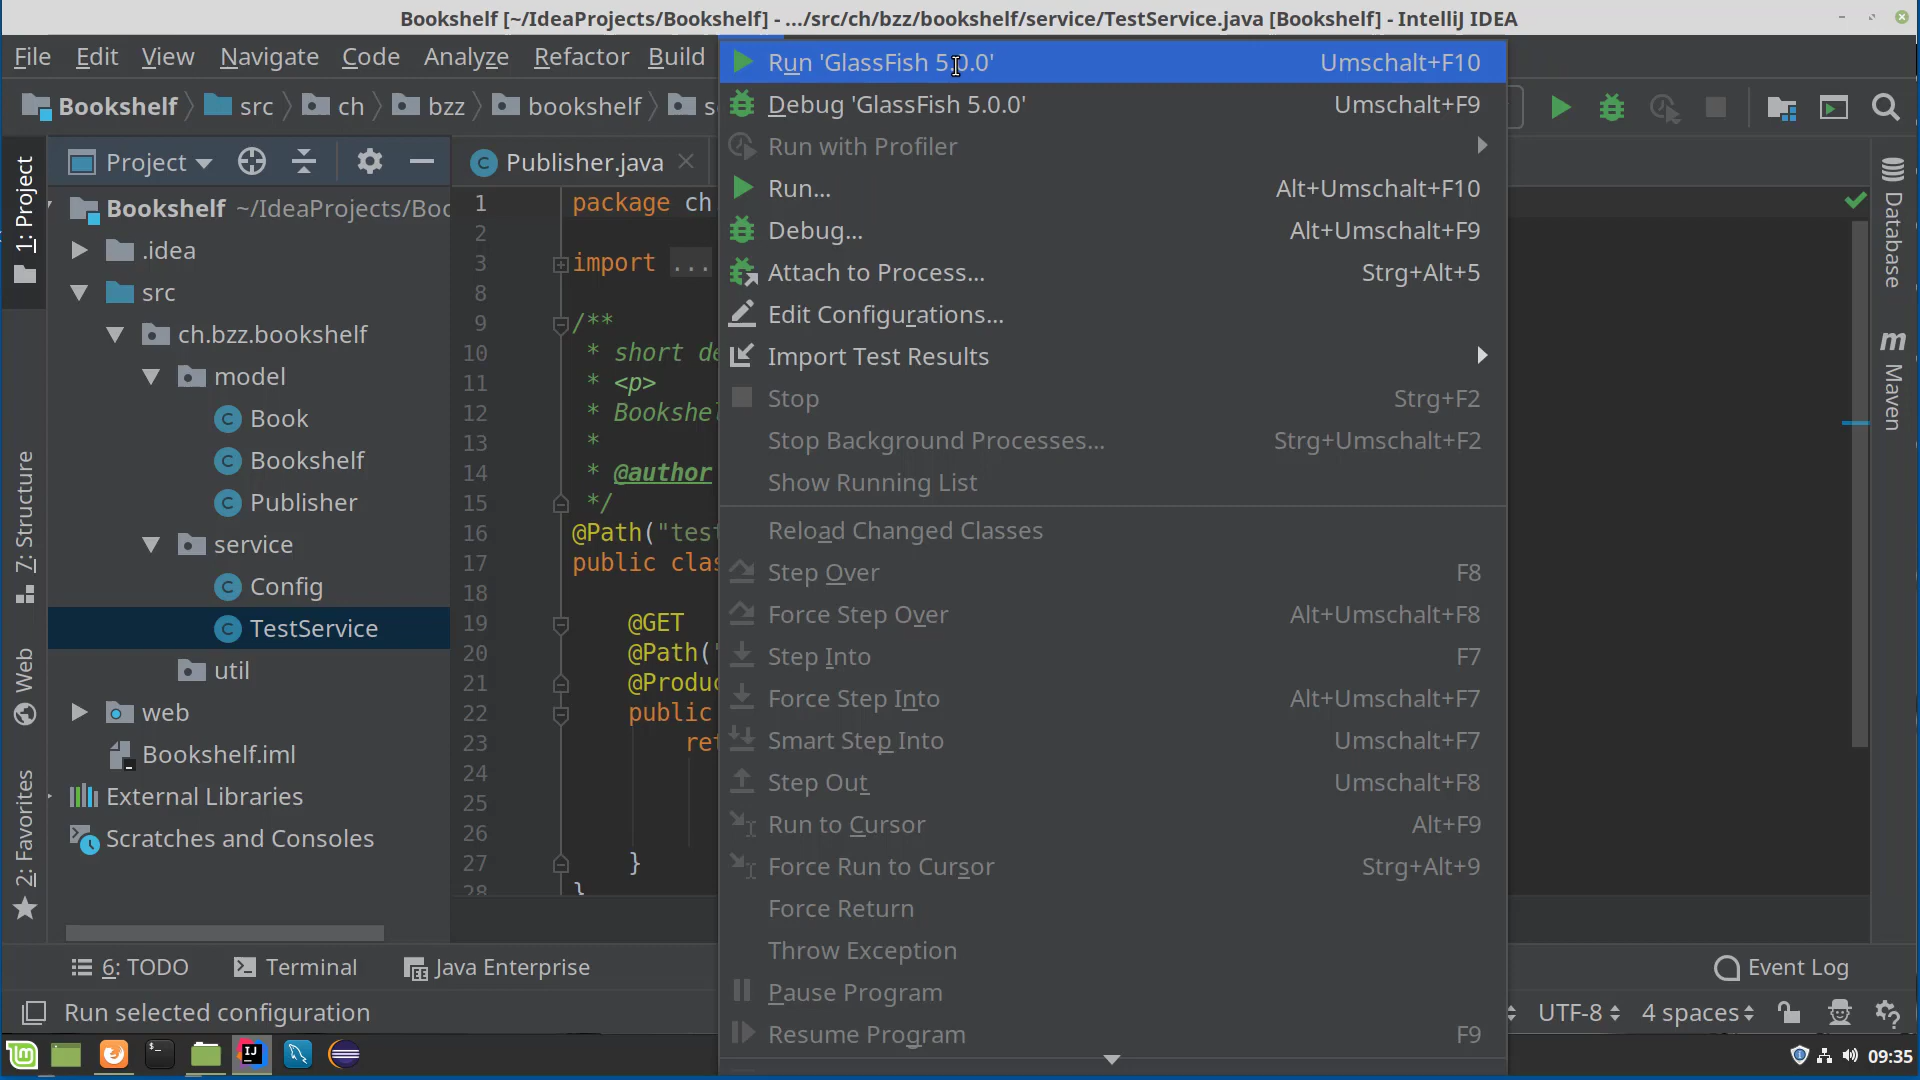 Bookshelf [~/IdeaProjects/Bookshelf] - .../src/ch/bzz/bookshelf/service/TestService.java [Bookshelf] - IntelliJ IDEA
File Edit View Navigate Code Analyze Refactor Build
Bookshelf src ch bzz bookshelf s
Project
Publisher.java
1: Project
7: Structure
Web
2: Favorites
Bookshelf ~/IdeaProjects/Boo
.idea
src
ch.bzz.bookshelf
model
Book
Bookshelf
Publisher
service
Config
TestService
util
web
Bookshelf.iml
External Libraries
Scratches and Consoles
1 package ch
2
3 import ...
8
9 /**
10 * short de
11 * <p>
12 * Bookshel
13 *
14 * @author
15 */
16 @Path("test
17 public clas
18
19 @GET
20 @Path("
21 @Produc
22 public
23 ret
24
25
26
27 }
28 }
Run 'GlassFish 5.0.0' Umschalt+F10
Debug 'GlassFish 5.0.0' Umschalt+F9
Run with Profiler
Run... Alt+Umschalt+F10
Debug... Alt+Umschalt+F9
Attach to Process... Strg+Alt+5
Edit Configurations...
Import Test Results
Stop Strg+F2
Stop Background Processes... Strg+Umschalt+F2
Show Running List
Reload Changed Classes
Step Over F8
Force Step Over Alt+Umschalt+F8
Step Into F7
Force Step Into Alt+Umschalt+F7
Smart Step Into Umschalt+F7
Step Out Umschalt+F8
Run to Cursor Alt+F9
Force Run to Cursor Strg+Alt+9
Force Return
Throw Exception
Pause Program
Resume Program F9
Database
m Maven
6: TODO Terminal Java Enterprise Event Log
Run selected configuration UTF-8 4 spaces
09:35